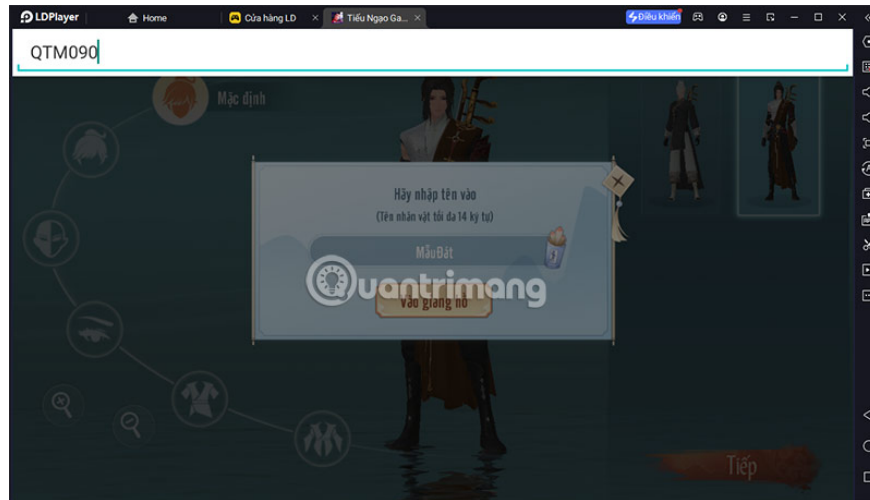 LDPlayer
Home
Cửa hàng LD
Tiếu Ngạo Ga...
Điều khiển
QTM090
Mặc định
Hãy nhập tên vào
(Tên nhân vật tối đa 14 ký tự)
MẫuĐát
Quantrimang
Vào giang hồ
Tiếp